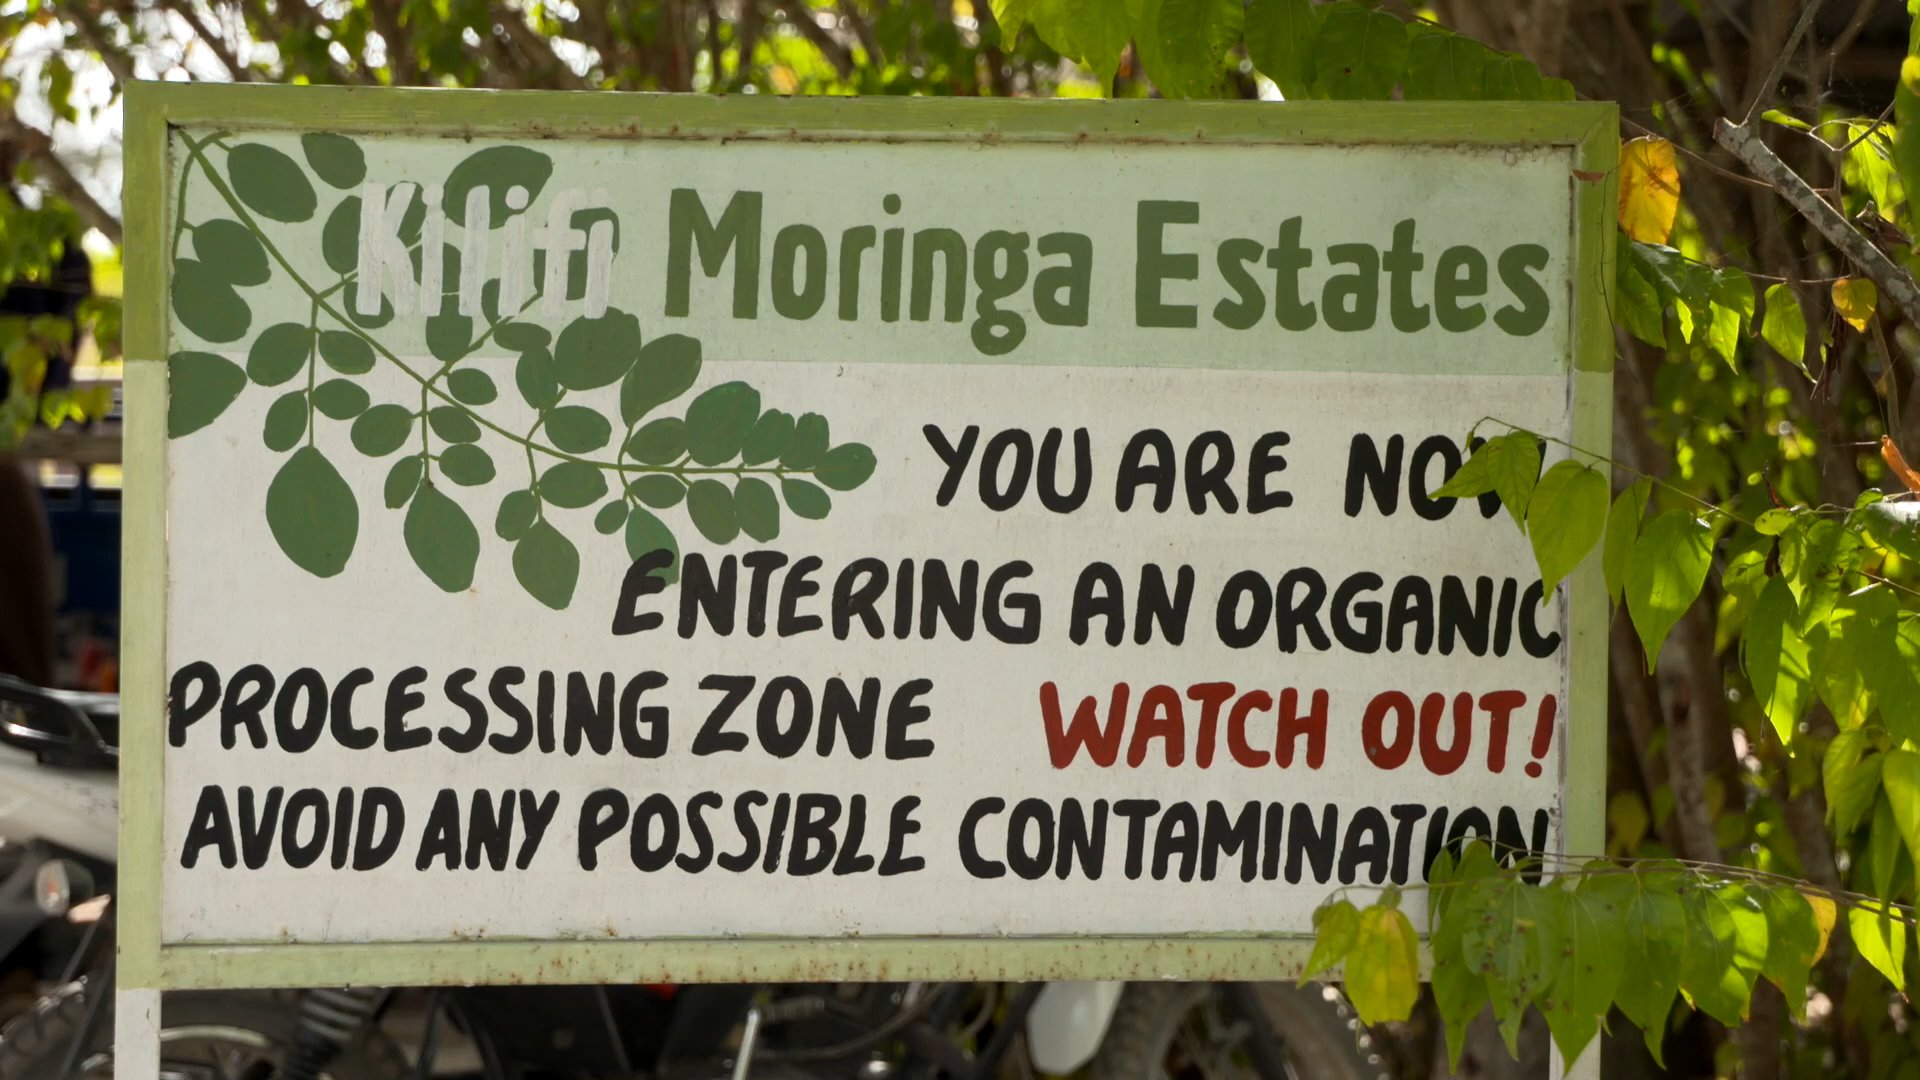 Kilifi Moringa Estates
YOU ARE NOW
ENTERING AN ORGANIC
PROCESSING ZONE WATCH OUT!
AVOID ANY POSSIBLE CONTAMINATION